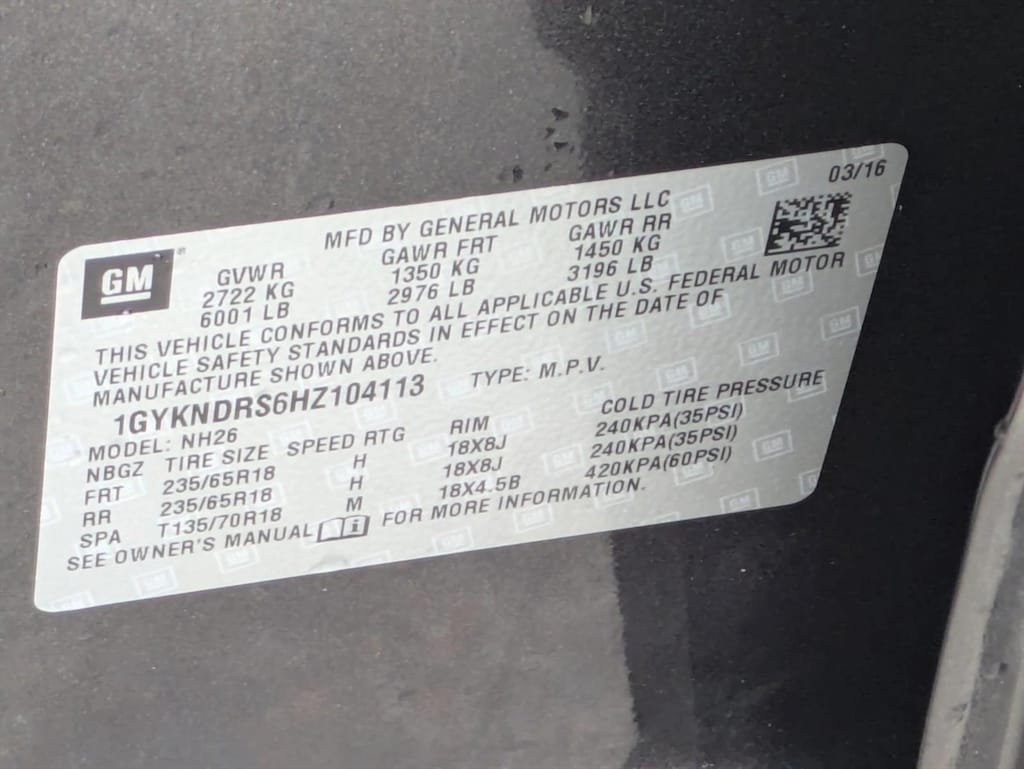 03/16
MFD BY GENERAL MOTORS LLC
GM
GVWR GAWR FRT GAWR RR
2722 KG 1350 KG 1450 KG
6001 LB 2976 LB 3196 LB
THIS VEHICLE CONFORMS TO ALL APPLICABLE U.S. FEDERAL MOTOR
VEHICLE SAFETY STANDARDS IN EFFECT ON THE DATE OF
MANUFACTURE SHOWN ABOVE.
1GYKNDRS6HZ104113 TYPE: M.P.V.
MODEL: NH26
NBGZ TIRE SIZE SPEED RTG RIM COLD TIRE PRESSURE
FRT 235/65R18 H 18X8J 240KPA(35PSI)
RR 235/65R18 H 18X8J 240KPA(35PSI)
SPA T135/70R18 M 18X4.5B 420KPA(60PSI)
SEE OWNER'S MANUAL FOR MORE INFORMATION.